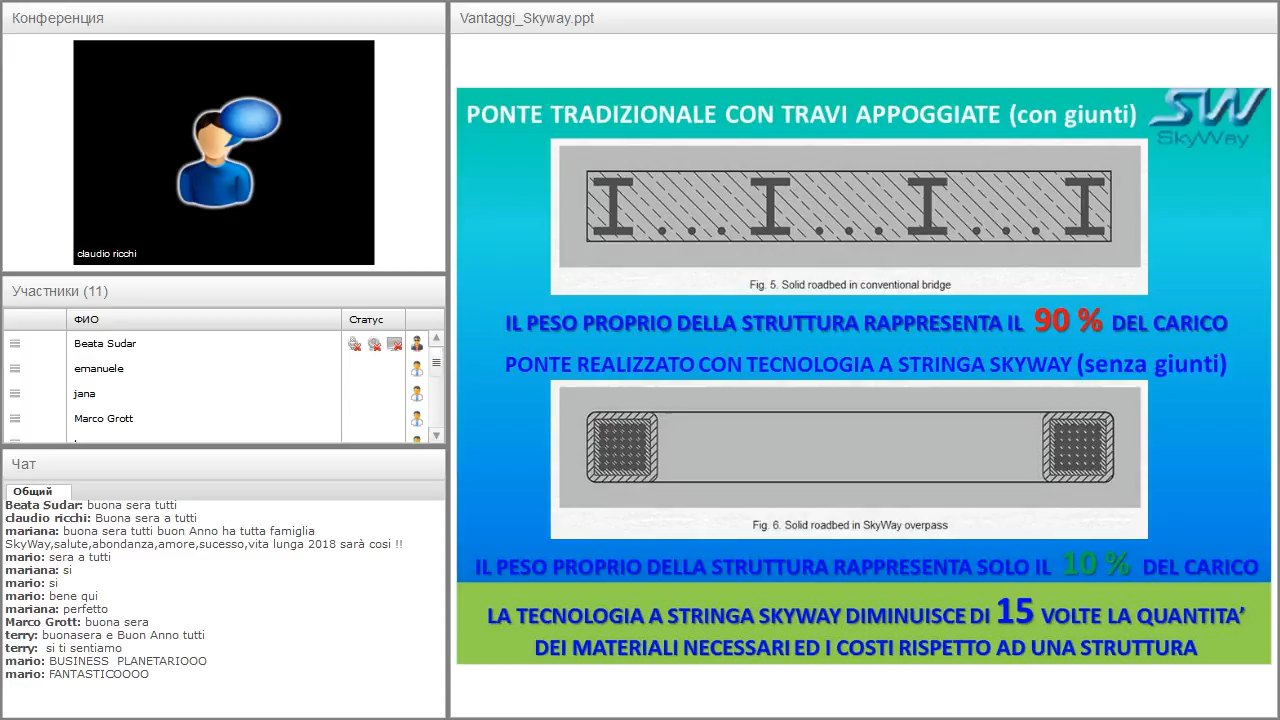 Конференция
claudio ricchi
Участники (11)
ФИО
Статус
Beata Sudar
emanuele
jana
Marco Grott
Чат
Общий
Beata Sudar: buona sera tutti
claudio ricchi: Buona sera a tutti
mariana: buona sera tutti buon Anno ha tutta famiglia
SkyWay,salute,abondanza,amore,sucesso,vita lunga 2018 sarà cosi !!
mario: sera a tutti
mariana: si
mario: si
mario: bene qui
mariana: perfetto
Marco Grott: buona sera
terry: buonasera e Buon Anno tutti
terry: si ti sentiamo
mario: BUSINESS PLANETARIOOO
mario: FANTASTICOOOO
Vantaggi_Skyway.ppt
PONTE TRADIZIONALE CON TRAVI APPOGGIATE (con giunti)
SW
SkyWay
Fig. 5. Solid roadbed in conventional bridge
IL PESO PROPRIO DELLA STRUTTURA RAPPRESENTA IL 90 % DEL CARICO
PONTE REALIZZATO CON TECNOLOGIA A STRINGA SKYWAY (senza giunti)
Fig. 6. Solid roadbed in SkyWay overpass
IL PESO PROPRIO DELLA STRUTTURA RAPPRESENTA SOLO IL 10 % DEL CARICO
LA TECNOLOGIA A STRINGA SKYWAY DIMINUISCE DI 15 VOLTE LA QUANTITA’
DEI MATERIALI NECESSARI ED I COSTI RISPETTO AD UNA STRUTTURA